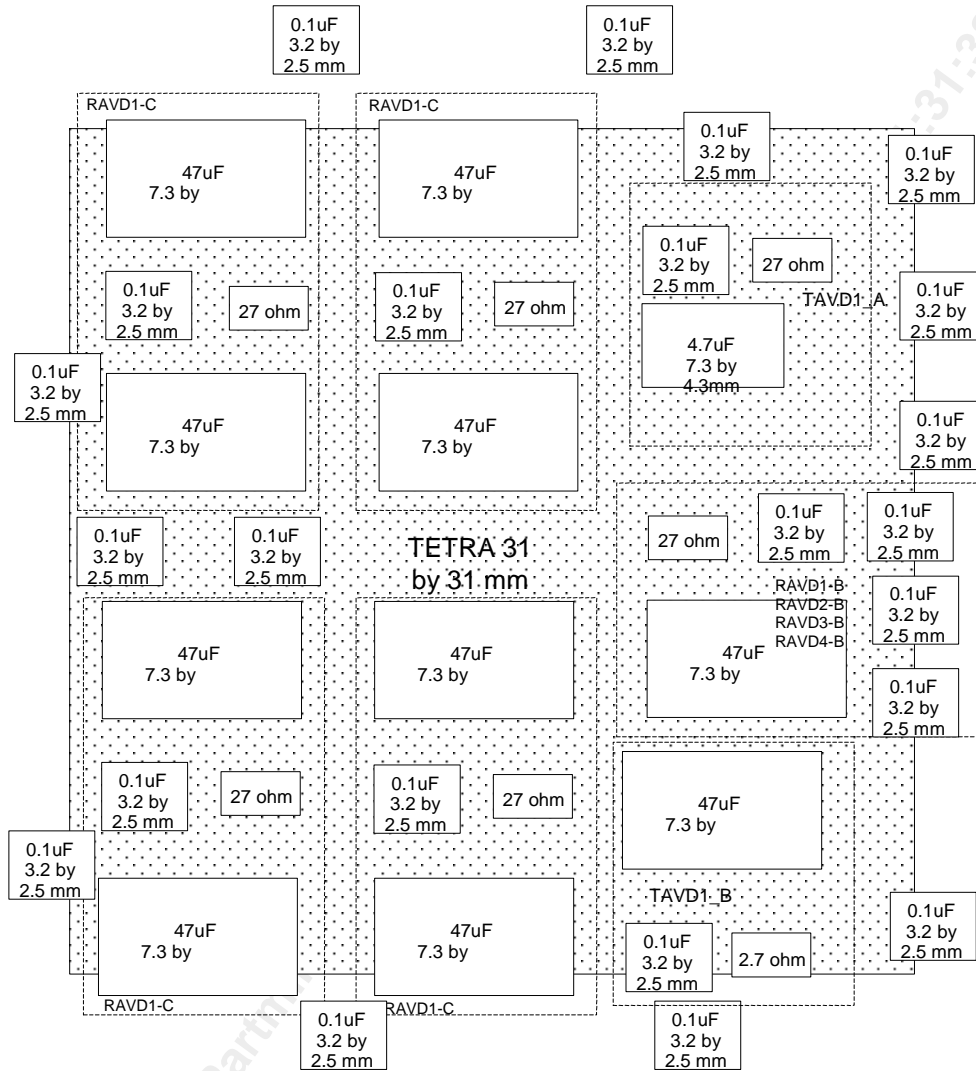 0.1uF
3.2 by
2.5 mm
0.1uF
3.2 by
2.5 mm
RAVD1-C
RAVD1-C
47uF
7.3 by
47uF
7.3 by
0.1uF
3.2 by
2.5 mm
0.1uF
3.2 by
2.5 mm
0.1uF
3.2 by
2.5 mm
27 ohm
0.1uF
3.2 by
2.5 mm
27 ohm
0.1uF
3.2 by
2.5 mm
27 ohm
TAVD1_A
0.1uF
3.2 by
2.5 mm
4.7uF
7.3 by
4.3mm
0.1uF
3.2 by
2.5 mm
47uF
7.3 by
47uF
7.3 by
0.1uF
3.2 by
2.5 mm
0.1uF
3.2 by
2.5 mm
0.1uF
3.2 by
2.5 mm
TETRA 31
by 31 mm
27 ohm
0.1uF
3.2 by
2.5 mm
0.1uF
3.2 by
2.5 mm
RAVD1-B
RAVD2-B
RAVD3-B
RAVD4-B
0.1uF
3.2 by
2.5 mm
47uF
7.3 by
47uF
7.3 by
47uF
7.3 by
0.1uF
3.2 by
2.5 mm
0.1uF
3.2 by
2.5 mm
27 ohm
0.1uF
3.2 by
2.5 mm
27 ohm
47uF
7.3 by
0.1uF
3.2 by
2.5 mm
47uF
7.3 by
47uF
7.3 by
TAVD1_B
0.1uF
3.2 by
2.5 mm
2.7 ohm
0.1uF
3.2 by
2.5 mm
RAVD1-C
RAVD1-C
0.1uF
3.2 by
2.5 mm
0.1uF
3.2 by
2.5 mm